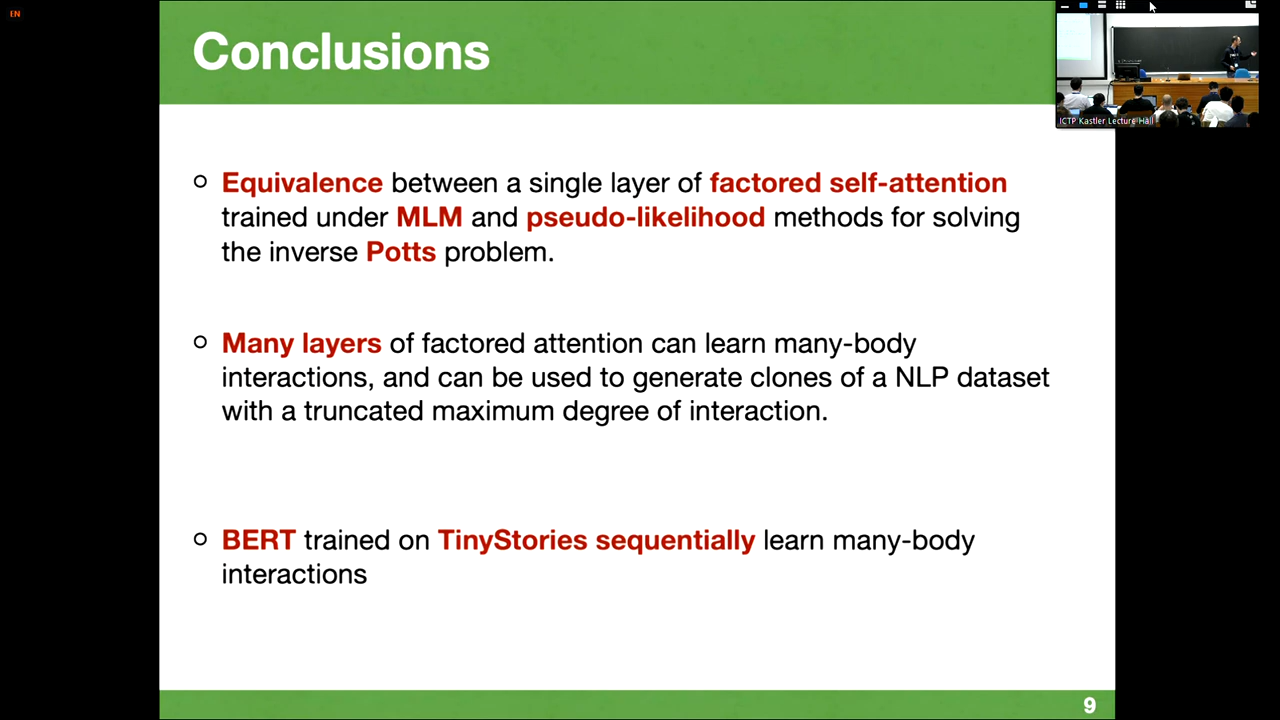 EN
Conclusions
ICTP Kastler Lecture Hall
Equivalence between a single layer of factored self-attention
trained under MLM and pseudo-likelihood methods for solving
the inverse Potts problem.
Many layers of factored attention can learn many-body
interactions, and can be used to generate clones of a NLP dataset
with a truncated maximum degree of interaction.
BERT trained on TinyStories sequentially learn many-body
interactions
9